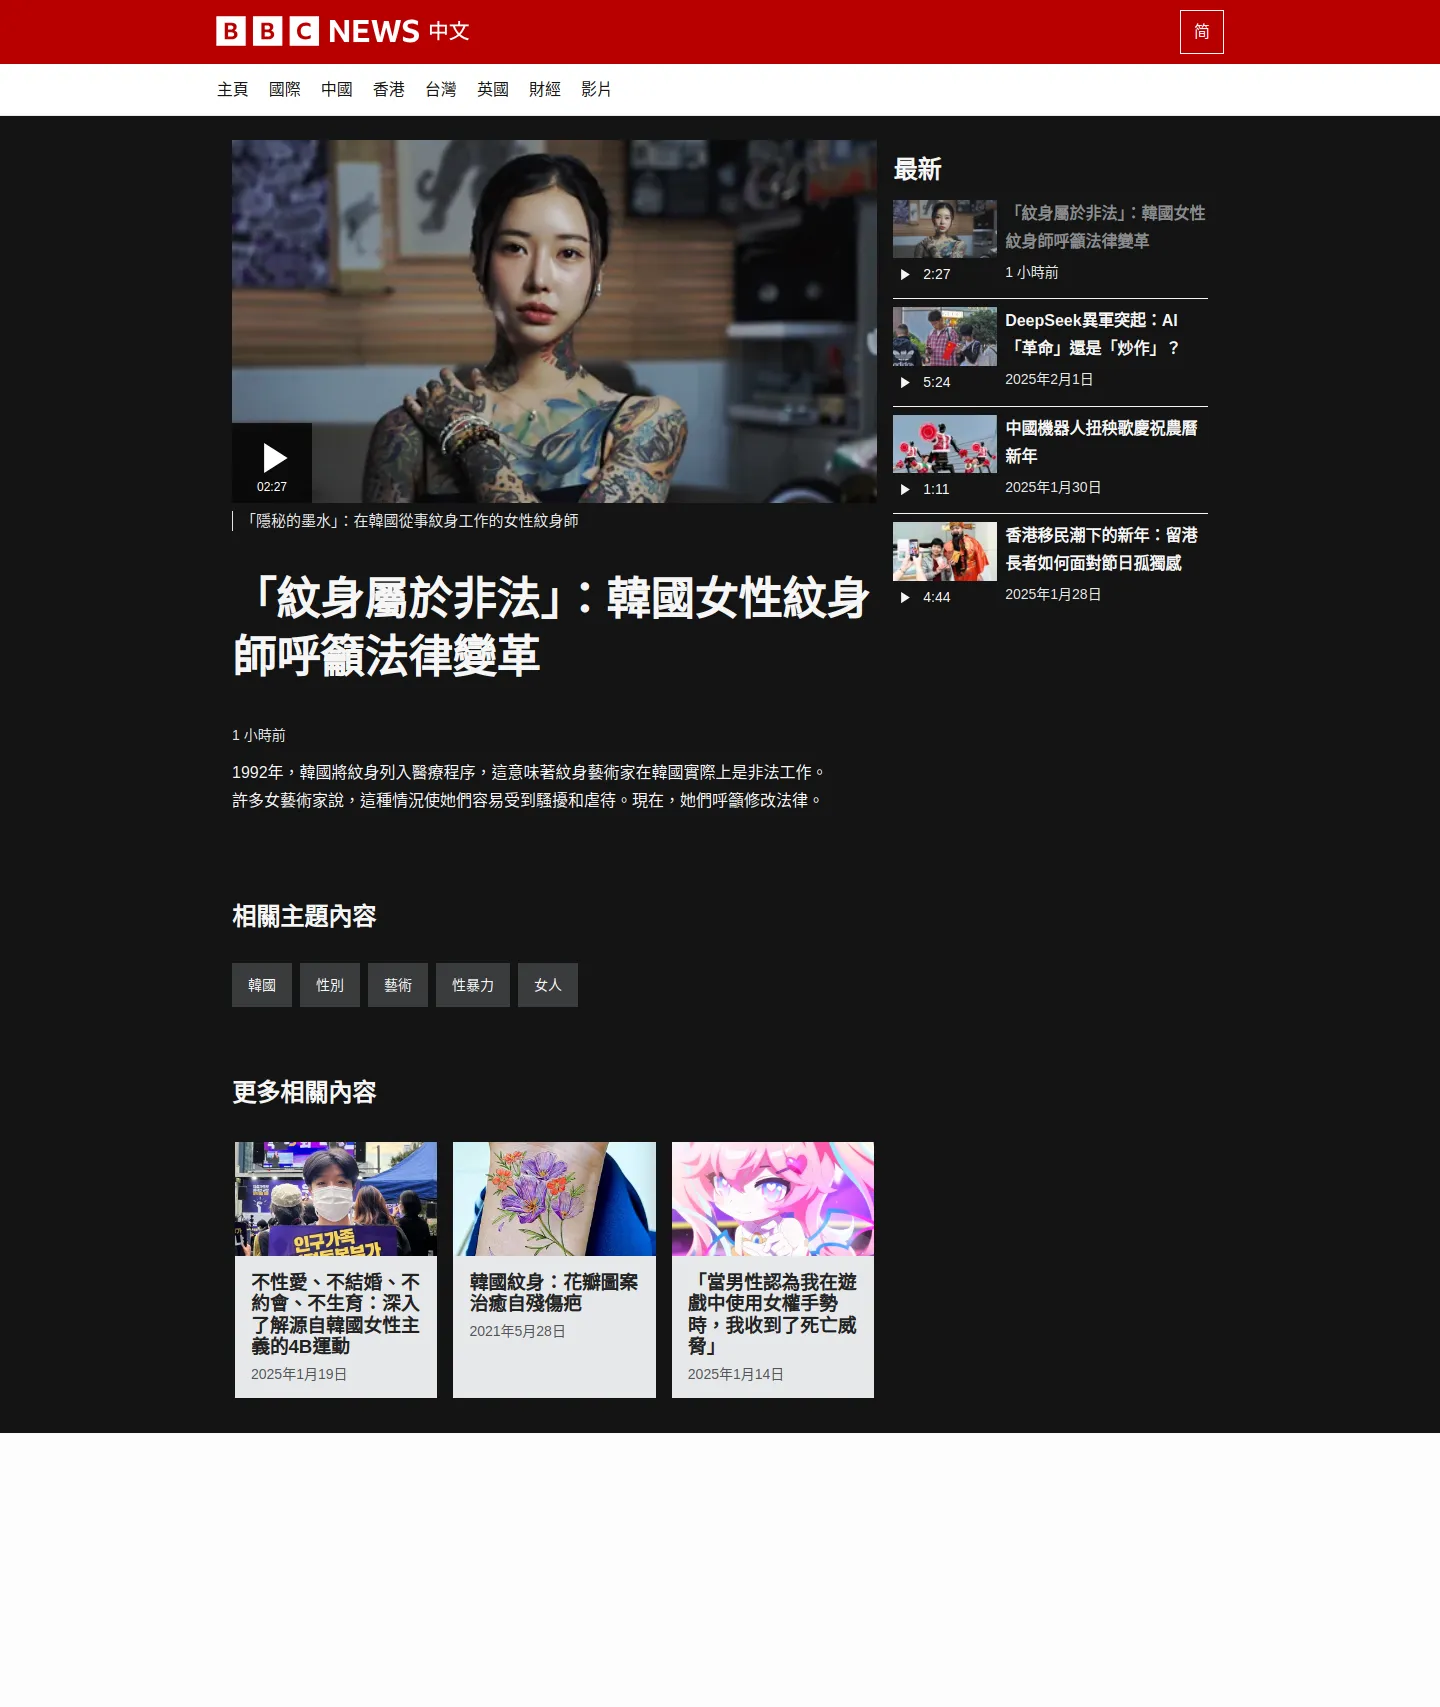 BBC NEWS 中文
简
主頁 國際 中國 香港 台灣 英國 財經 影片
02:27
「隱秘的墨水」：在韓國從事紋身工作的女性紋身師
「紋身屬於非法」：韓國女性紋身
師呼籲法律變革
1 小時前
1992年，韓國將紋身列入醫療程序，這意味著紋身藝術家在韓國實際上是非法工作。
許多女藝術家說，這種情況使她們容易受到騷擾和虐待。現在，她們呼籲修改法律。
最新
「紋身屬於非法」：韓國女性
紋身師呼籲法律變革
2:27
1 小時前
DeepSeek異軍突起：AI
「革命」還是「炒作」？
5:24
2025年2月1日
中國機器人扭秧歌慶祝農曆
新年
1:11
2025年1月30日
香港移民潮下的新年：留港
長者如何面對節日孤獨感
4:44
2025年1月28日
相關主題內容
韓國 性別 藝術 性暴力 女人
更多相關內容
인구가족
不性愛、不結婚、不
約會、不生育：深入
了解源自韓國女性主
義的4B運動
2025年1月19日
韓國紋身：花瓣圖案
治癒自殘傷疤
2021年5月28日
「當男性認為我在遊
戲中使用女權手勢
時，我收到了死亡威
脅」
2025年1月14日